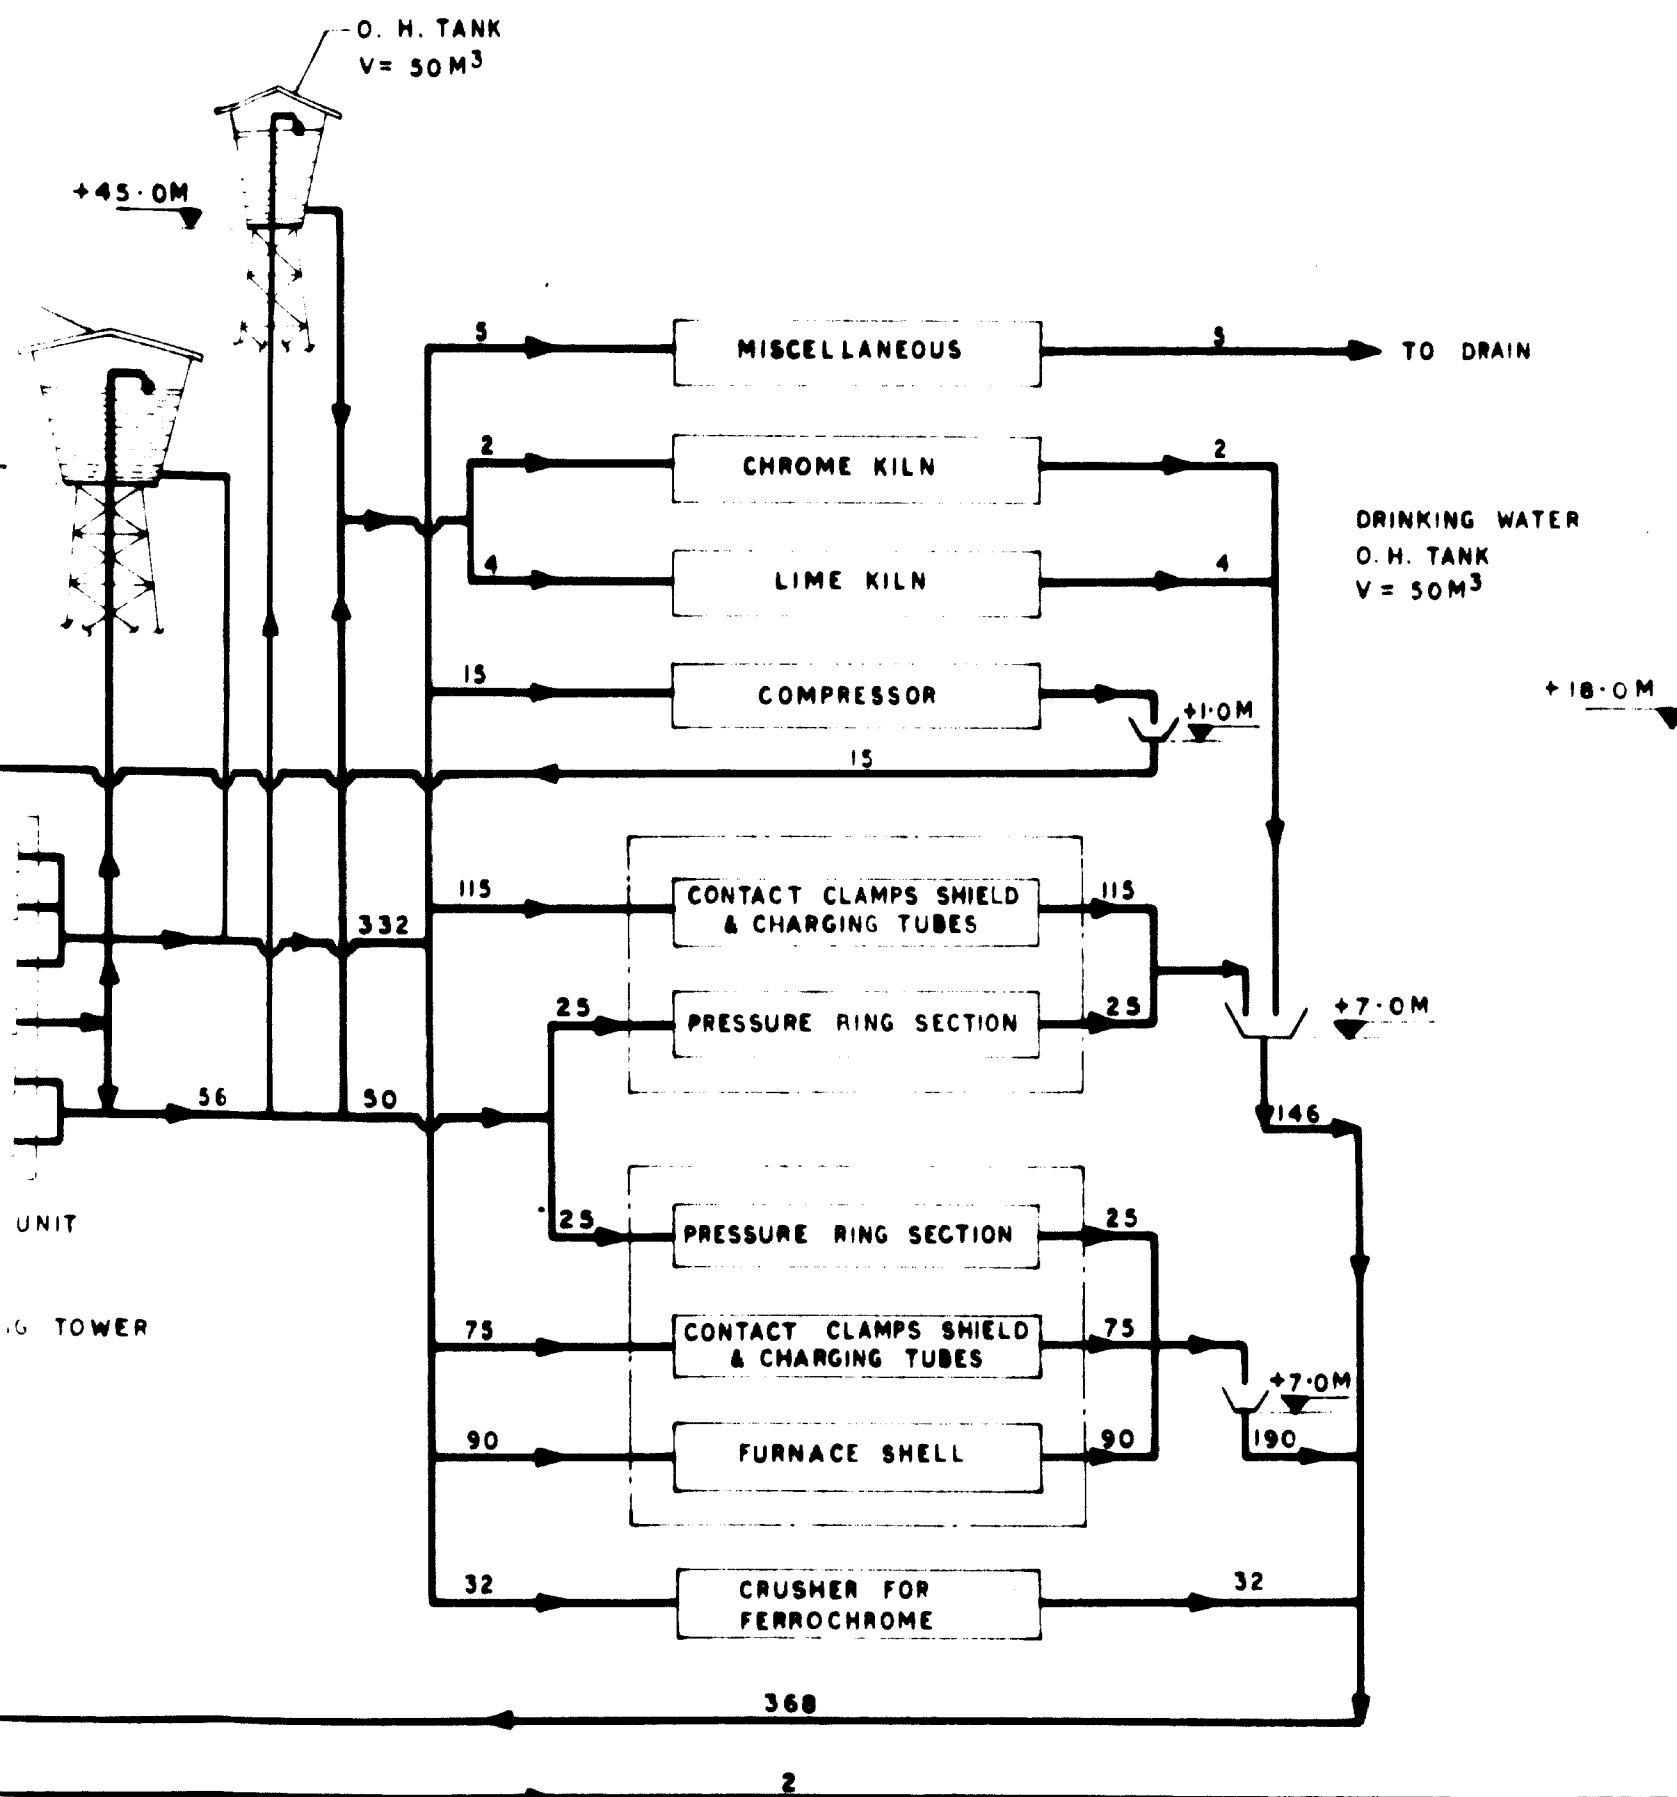 O. H. TANK
V= 50M³
+45.0M
5
MISCELLANEOUS
5
TO DRAIN
2
CHROME KILN
2
DRINKING WATER
O. H. TANK
V= 50M³
4
LIME KILN
4
15
COMPRESSOR
+1.0M
+18.0M
15
115
CONTACT CLAMPS SHIELD
& CHARGING TUBES
115
332
25
PRESSURE RING SECTION
25
+7.0M
56
50
146
UNIT
25
PRESSURE RING SECTION
25
TOWER
75
CONTACT CLAMPS SHIELD
& CHARGING TUBES
75
+7.0M
90
FURNACE SHELL
90
190
32
CRUSHER FOR
FERROCHROME
32
368
2